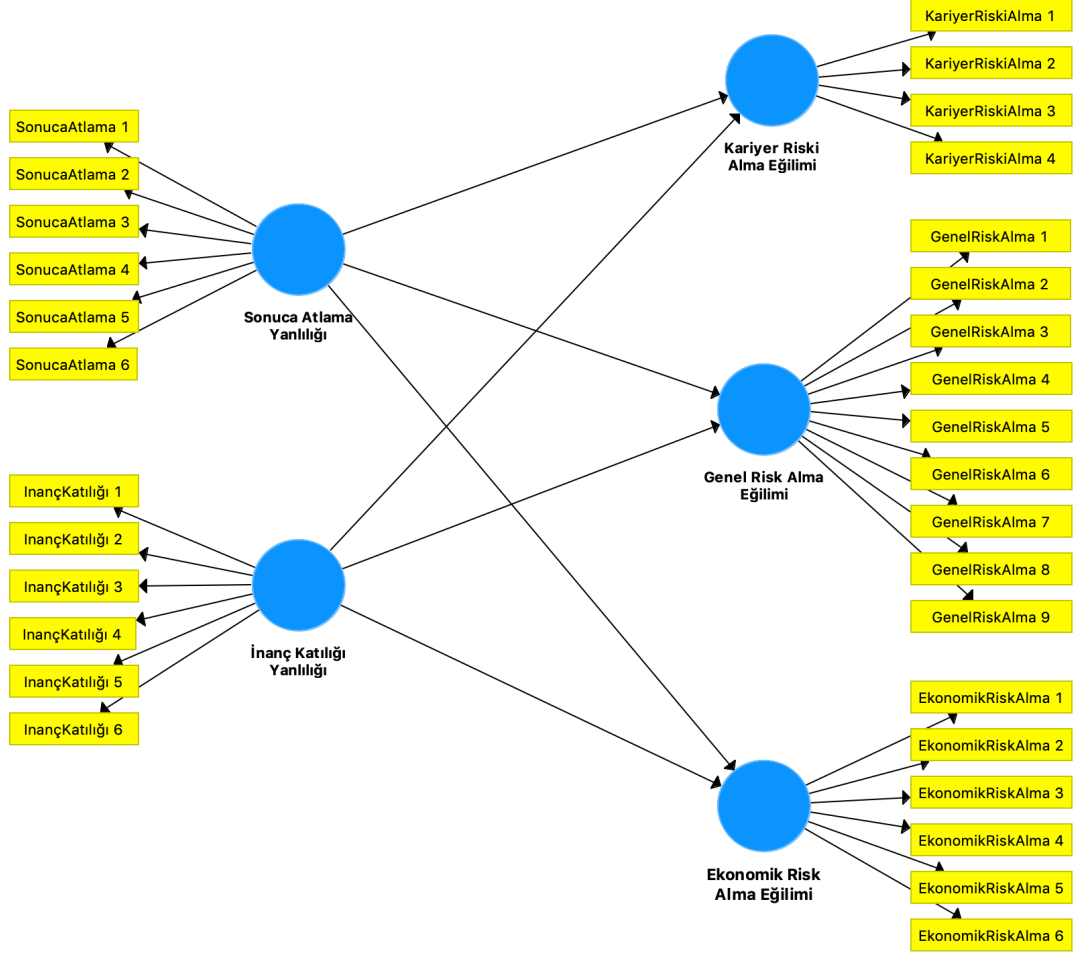 SonucaAtlama 1
SonucaAtlama 2
SonucaAtlama 3
SonucaAtlama 4
SonucaAtlama 5
SonucaAtlama 6
Sonuca Atlama
Yanlılığı
InançKatılığı 1
InançKatılığı 2
InançKatılığı 3
InançKatılığı 4
InançKatılığı 5
InançKatılığı 6
İnanç Katılığı
Yanlılığı
Kariyer Riski
Alma Eğilimi
KariyerRiskiAlma 1
KariyerRiskiAlma 2
KariyerRiskiAlma 3
KariyerRiskiAlma 4
Genel Risk Alma
Eğilimi
GenelRiskAlma 1
GenelRiskAlma 2
GenelRiskAlma 3
GenelRiskAlma 4
GenelRiskAlma 5
GenelRiskAlma 6
GenelRiskAlma 7
GenelRiskAlma 8
GenelRiskAlma 9
Ekonomik Risk
Alma Eğilimi
EkonomikRiskAlma 1
EkonomikRiskAlma 2
EkonomikRiskAlma 3
EkonomikRiskAlma 4
EkonomikRiskAlma 5
EkonomikRiskAlma 6